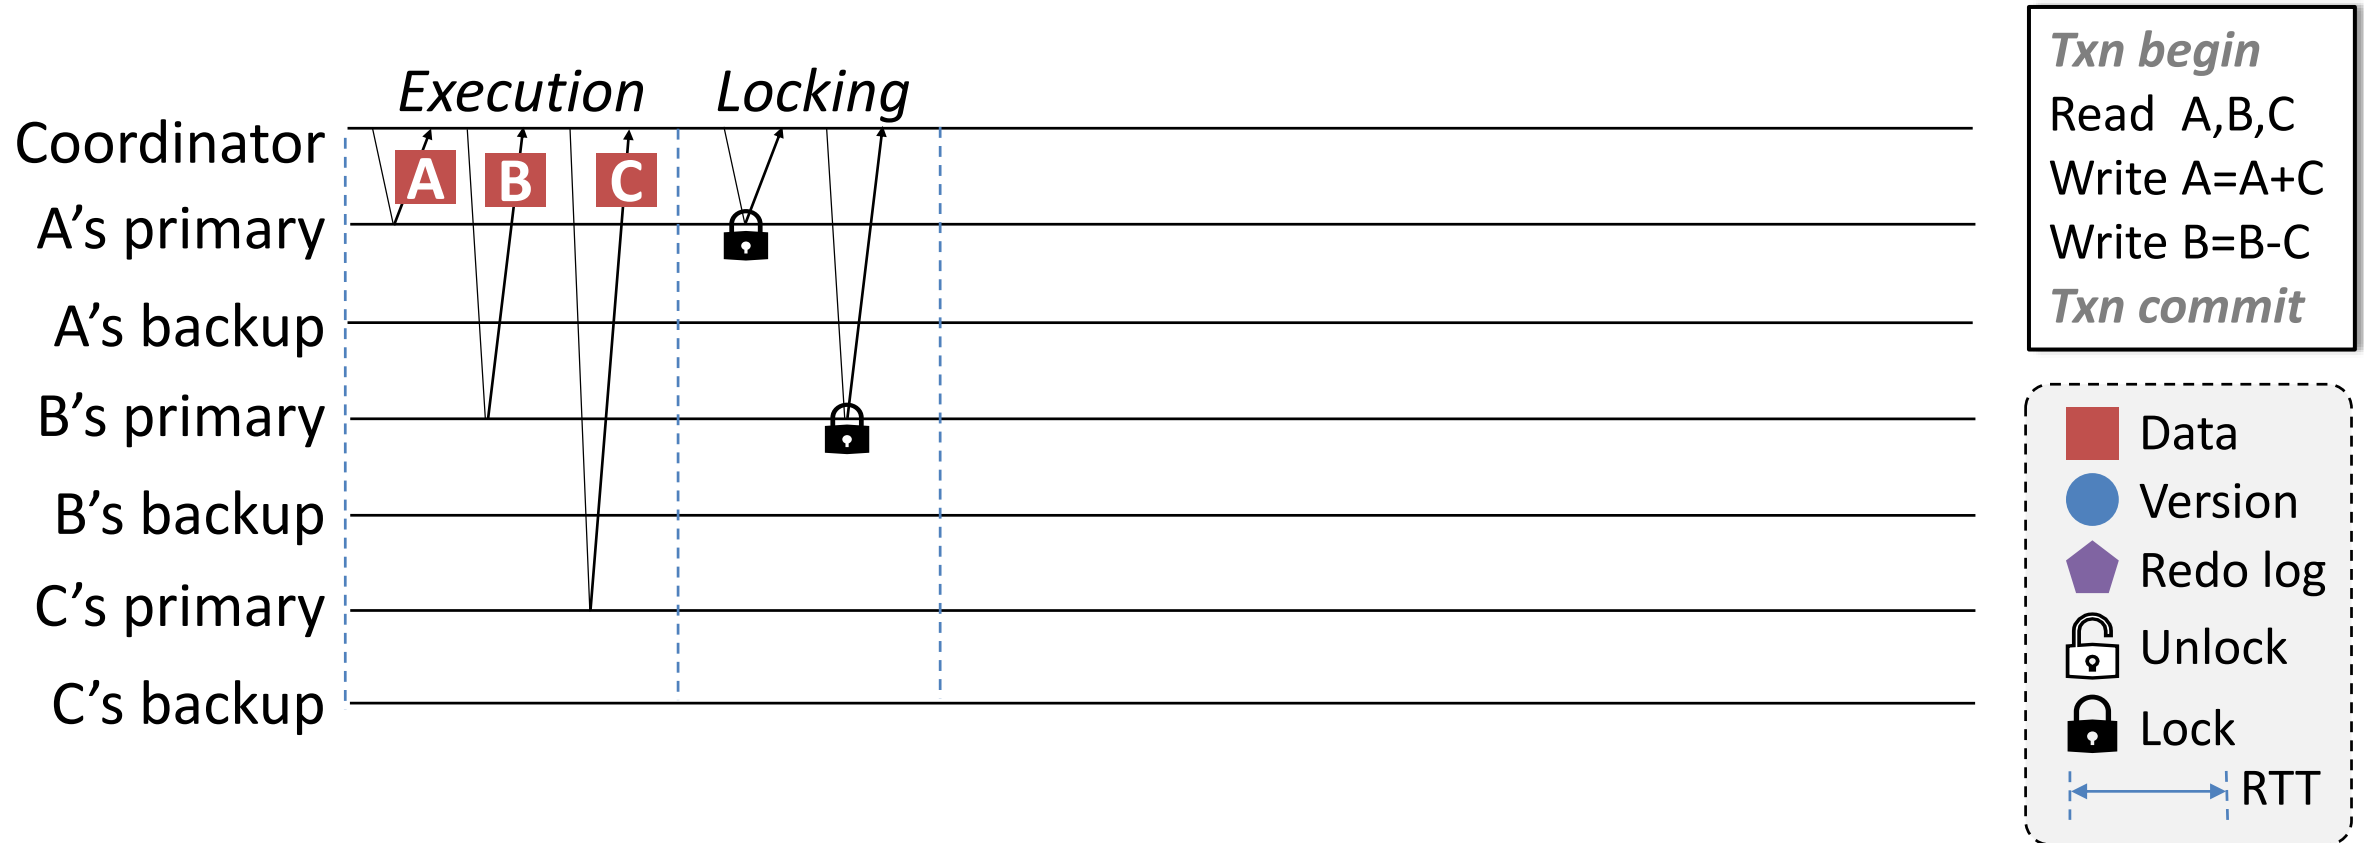 Execution Locking
Coordinator
A B C
A's primary
A's backup
B's primary
B's backup
C's primary
C's backup
Txn begin
Read A,B,C
Write A=A+C
Write B=B-C
Txn commit
Data
Version
Redo log
Unlock
Lock
RTT